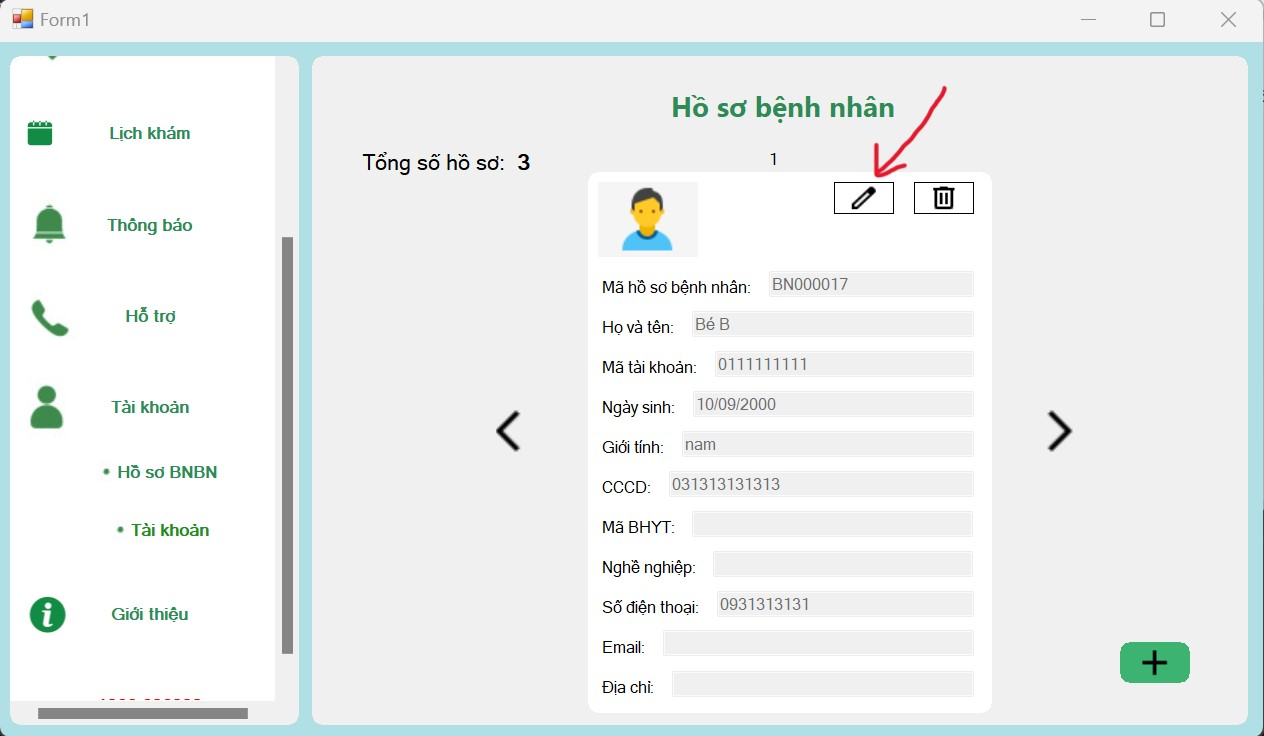 Form1
Lịch khám
Thông báo
Hỗ trợ
Tài khoản
• Hồ sơ BNBN
• Tài khoản
Giới thiệu
Hồ sơ bệnh nhân
Tổng số hồ sơ: 3
1
Mã hồ sơ bệnh nhân: BN000017
Họ và tên: Bé B
Mã tài khoản: 0111111111
Ngày sinh: 10/09/2000
Giới tính: nam
CCCD: 031313131313
Mã BHYT:
Nghề nghiệp:
Số điện thoại: 0931313131
Email:
Địa chỉ: